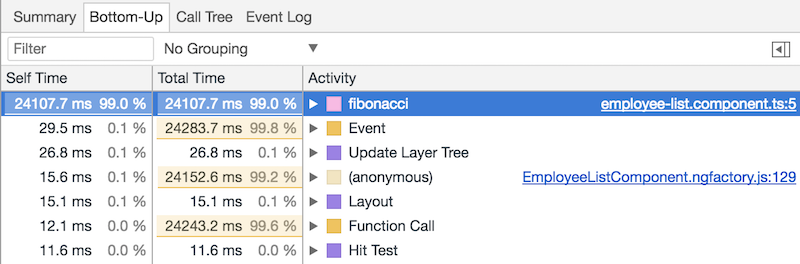 Summary Bottom-Up Call Tree Event Log
Filter No Grouping
Self Time Total Time Activity
24107.7 ms 99.0 % 24107.7 ms 99.0 % fibonacci employee-list.component.ts:5
29.5 ms 0.1 % 24283.7 ms 99.8 % Event
26.8 ms 0.1 % 26.8 ms 0.1 % Update Layer Tree
15.6 ms 0.1 % 24152.6 ms 99.2 % (anonymous) EmployeeListComponent.ngfactory.js:129
15.1 ms 0.1 % 15.1 ms 0.1 % Layout
12.1 ms 0.0 % 24243.2 ms 99.6 % Function Call
11.6 ms 0.0 % 11.6 ms 0.0 % Hit Test